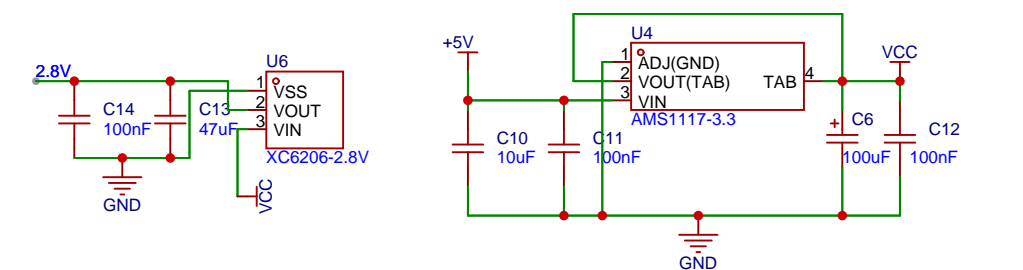 2.8V
C14
100nF
GND
C13
47uF
U6
1
2
3
VSS
VOUT
VIN
XC6206-2.8V
VCC
+5V
C10
10uF
C11
100nF
U4
1
2
3
ADJ(GND)
VOUT(TAB)
VIN
TAB
4
AMS1117-3.3
VCC
+
C6
100uF
C12
100nF
GND